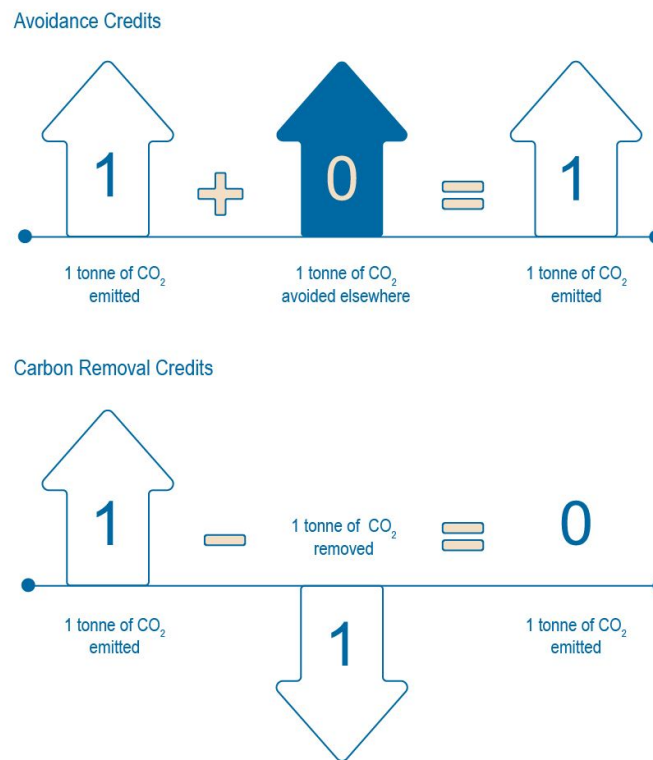 Avoidance Credits
1 + 0 = 1
1 tonne of CO₂
emitted
1 tonne of CO₂
avoided elsewhere
1 tonne of CO₂
emitted
Carbon Removal Credits
1 − 1 tonne of CO₂ = 0
removed
1 tonne of CO₂
emitted
1
1 tonne of CO₂
emitted